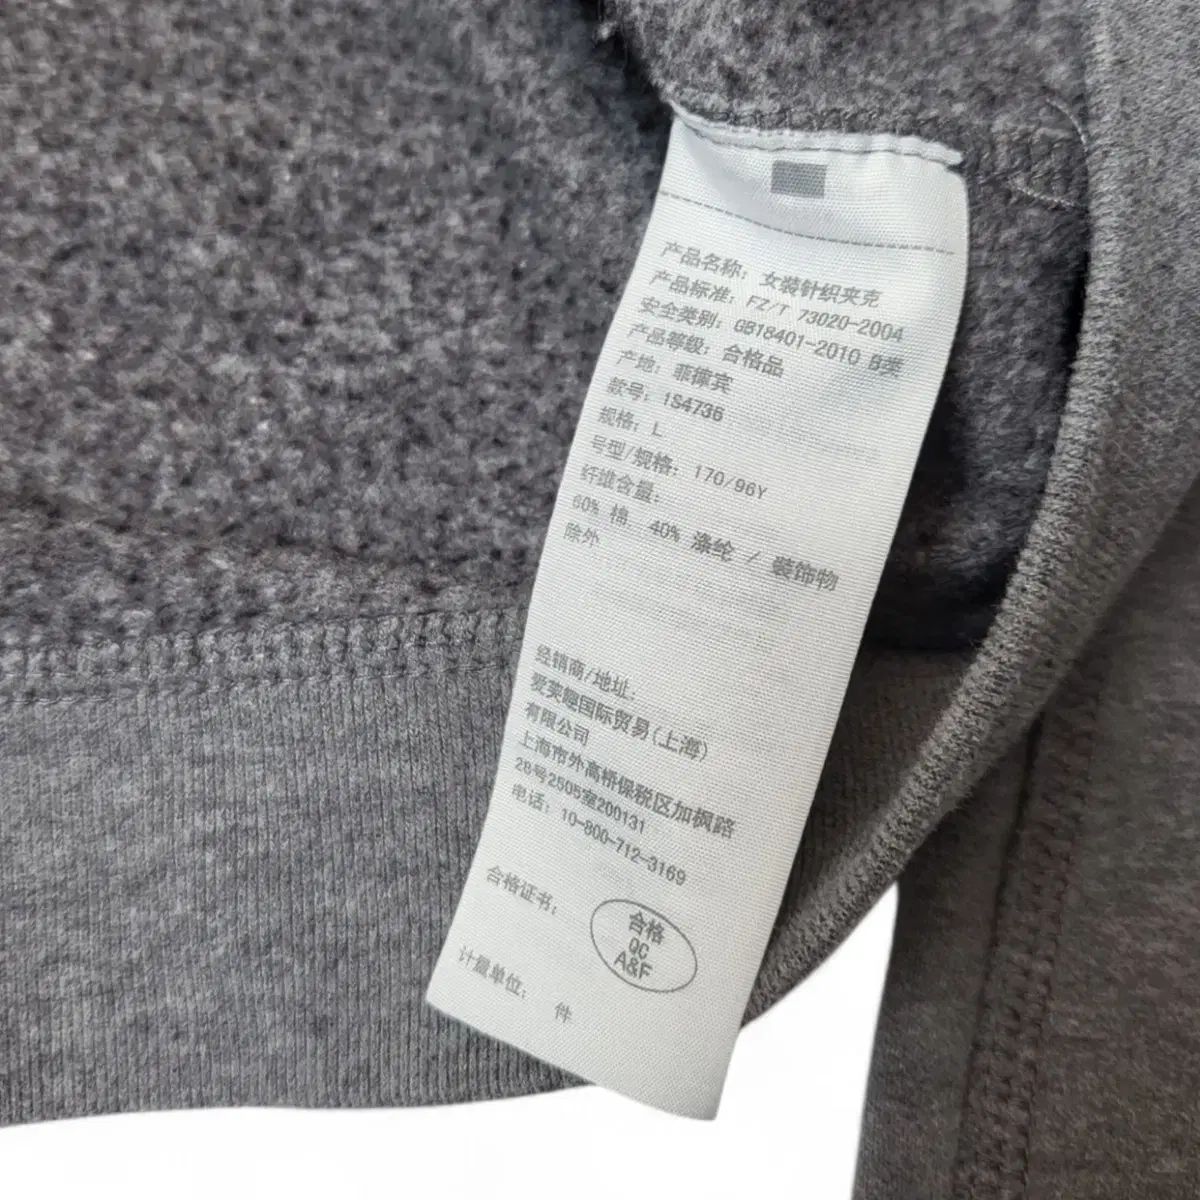 产品名称：女装针织夹克
产品标准：FZ/T 73020-2004
安全类别：GB18401-2010 B类
产品等级：合格品
产地：菲律宾
款号：1S4736
规格：L
号型/规格：170/96Y
纤维含量：
60% 棉 40% 涤纶 / 装饰物
除外
经销商/地址：
爱芙趣国际贸易(上海)
有限公司
上海市外高桥保税区加枫路
28号2505室200131
电话：10-800-712-3169
合格证书：
合格
QC
A&F
计量单位： 件